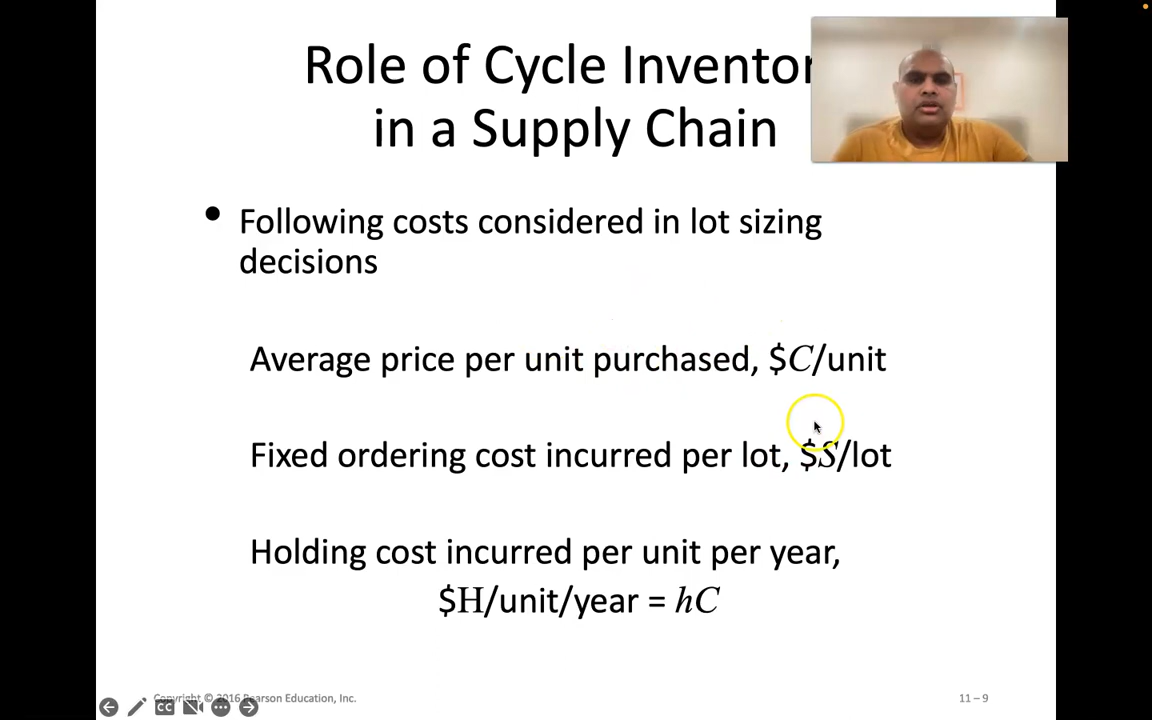 Role of Cycle Inventor
in a Supply Chain
• Following costs considered in lot sizing
decisions
Average price per unit purchased, $C/unit
Fixed ordering cost incurred per lot, $S/lot
Holding cost incurred per unit per year,
$H/unit/year = hC
Copyright © 2016 Pearson Education, Inc.
11 – 9
CC